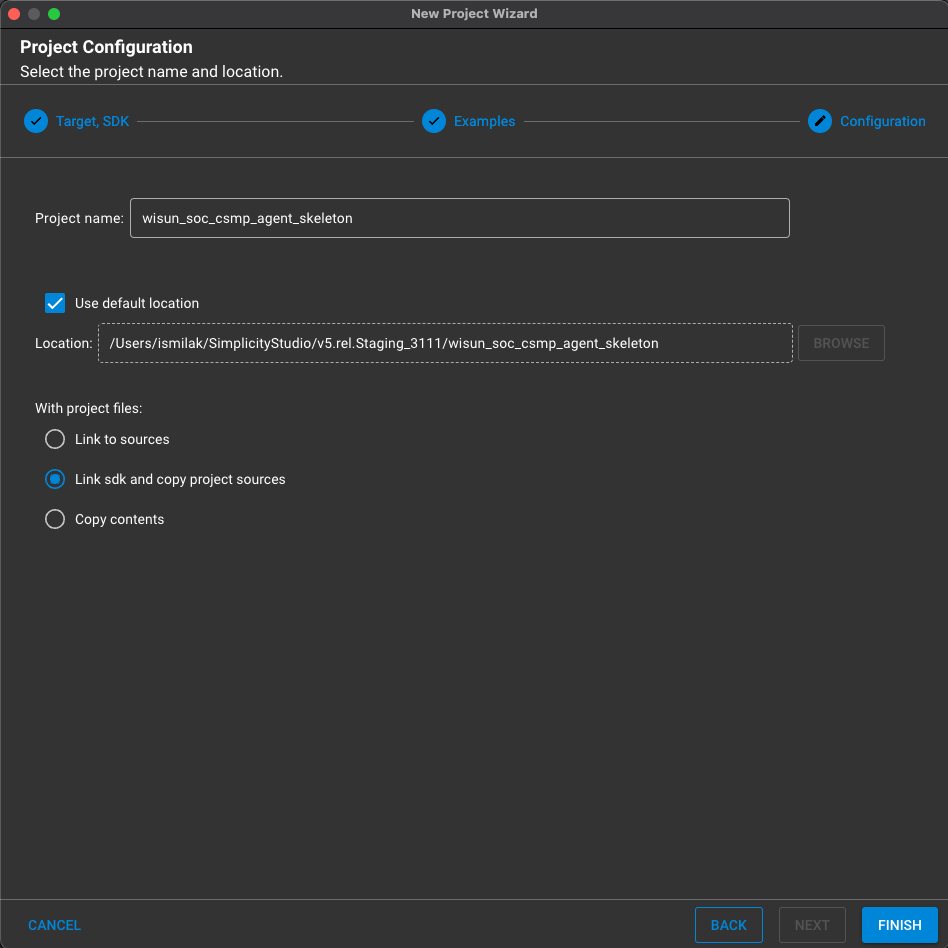 New Project Wizard
Project Configuration
Select the project name and location.
Target, SDK
Examples
Configuration
Project name: wisun_soc_csmp_agent_skeleton
Use default location
Location: /Users/ismilak/SimplicityStudio/v5.rel.Staging_3111/wisun_soc_csmp_agent_skeleton BROWSE
With project files:
Link to sources
Link sdk and copy project sources
Copy contents
CANCEL BACK NEXT FINISH